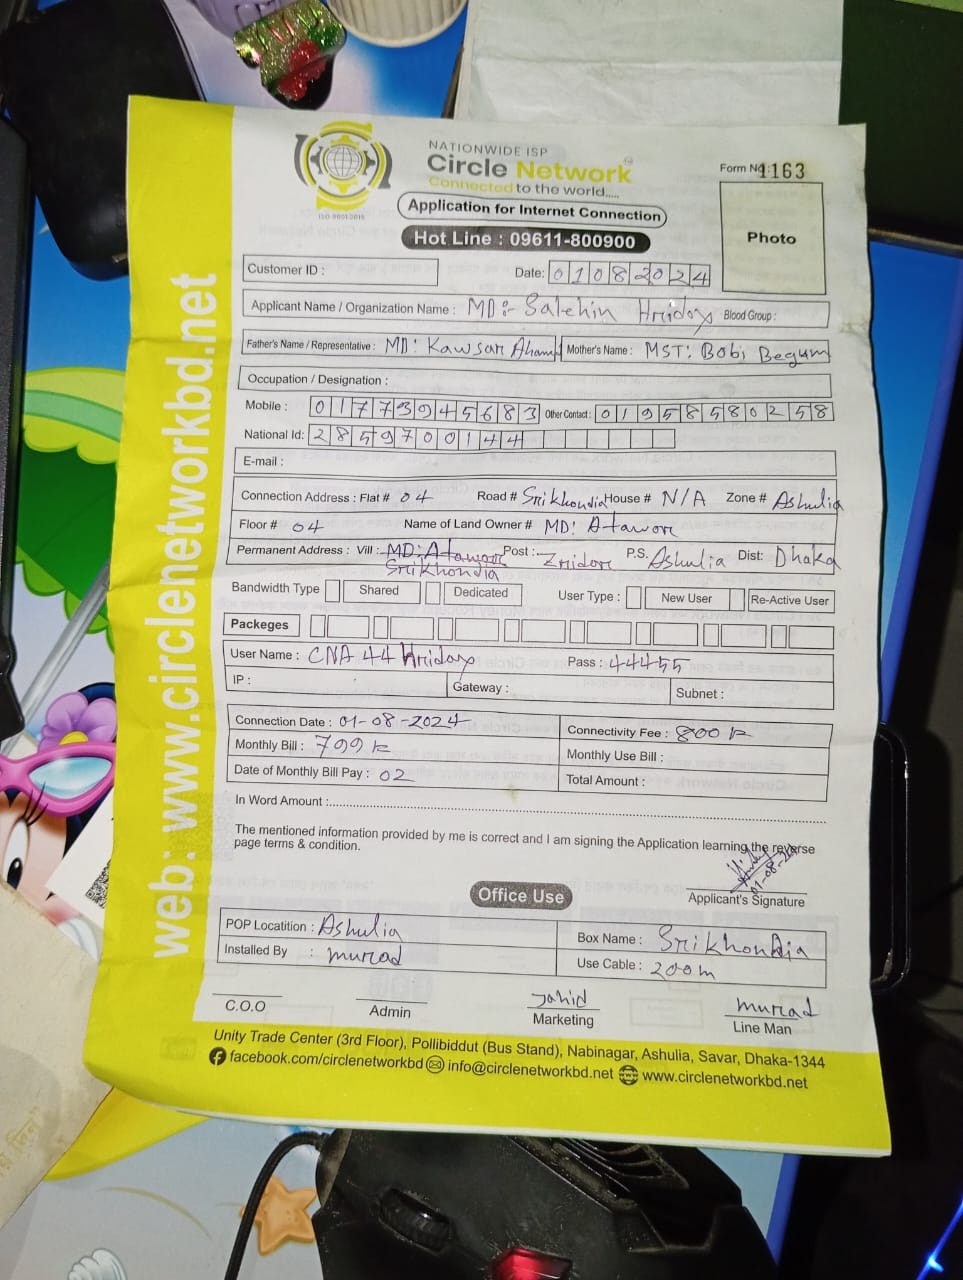 NATIONWIDE ISP
Circle Network
Connected to the world.....
ISO 9001:2015
Form No: 1163
Application for Internet Connection
Hot Line : 09611-800900
Photo
Customer ID :
Date: 01082024
Applicant Name / Organization Name : MD:- Salehin Hridoy Blood Group :
Father's Name / Representative : MD: Kawsar Ahamd Mother's Name : MST: Bobi Begum
Occupation / Designation :
Mobile : 01773945683 Other Contact : 01958580258
National Id: 2859700144
E-mail :
Connection Address : Flat # 04 Road # Srikhondia House # N/A Zone # Ashulia
Floor # 04 Name of Land Owner # MD: Atawor
Permanent Address : Vill : MD: Atawor Srikhondia Post : P.S. Ashulia Dist: Dhaka
Bandwidth Type Shared Dedicated User Type : New User Re-Active User
Packeges
User Name : CNA 44 Hridoy Pass : 44455
IP : Gateway : Subnet :
Connection Date : 01-08-2024 Connectivity Fee : 800 k
Monthly Bill : 799 k Monthly Use Bill :
Date of Monthly Bill Pay : 02 Total Amount :
In Word Amount :
The mentioned information provided by me is correct and I am signing the Application learning the reverse
page terms & condition.
01-08-24
Applicant's Signature
Office Use
POP Locatition : Ashulia Box Name : Srikhondia
Installed By : murad Use Cable : 200m
Jahid murad
C.O.O Admin Marketing Line Man
Unity Trade Center (3rd Floor), Pollibiddut (Bus Stand), Nabinagar, Ashulia, Savar, Dhaka-1344
facebook.com/circlenetworkbd info@circlenetworkbd.net www.circlenetworkbd.net
web: www.circlenetworkbd.net